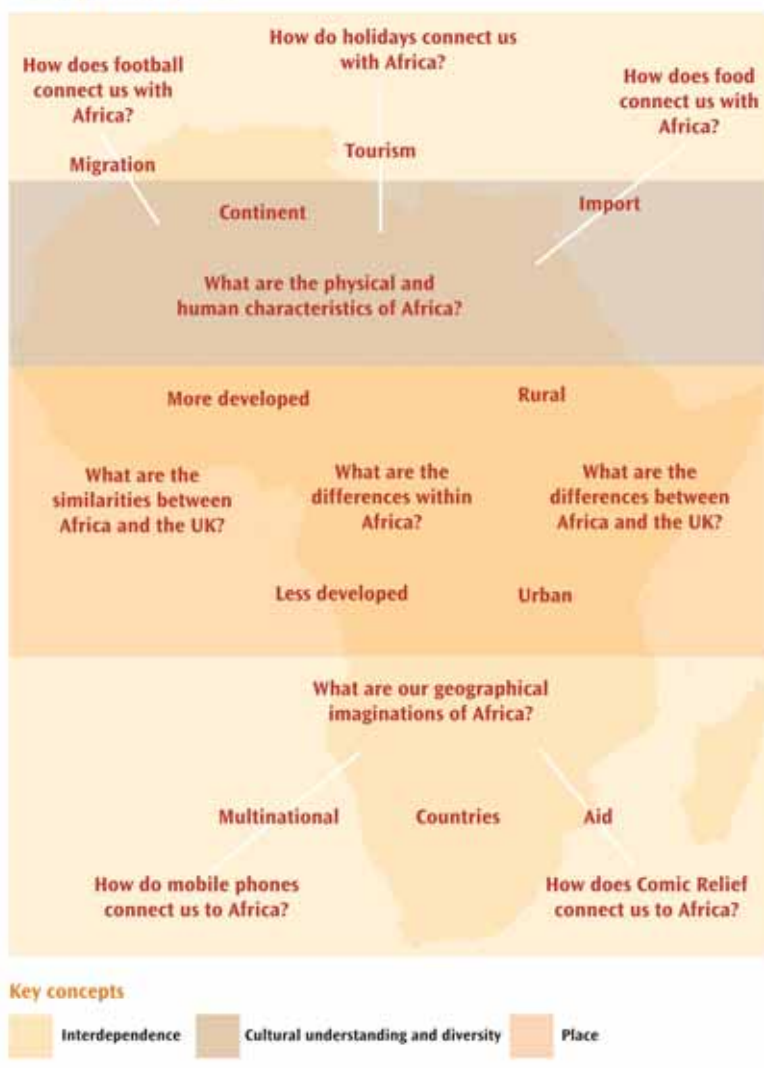 How does football
connect us with
Africa?
How do holidays connect us
with Africa?
How does food
connect us with
Africa?
Migration
Tourism
Continent
Import
What are the physical and
human characteristics of Africa?
More developed
Rural
What are the
similarities between
Africa and the UK?
What are the
differences within
Africa?
What are the
differences between
Africa and the UK?
Less developed
Urban
What are our geographical
imaginations of Africa?
Multinational
Countries
Aid
How do mobile phones
connect us to Africa?
How does Comic Relief
connect us to Africa?
Key concepts
Interdependence
Cultural understanding and diversity
Place